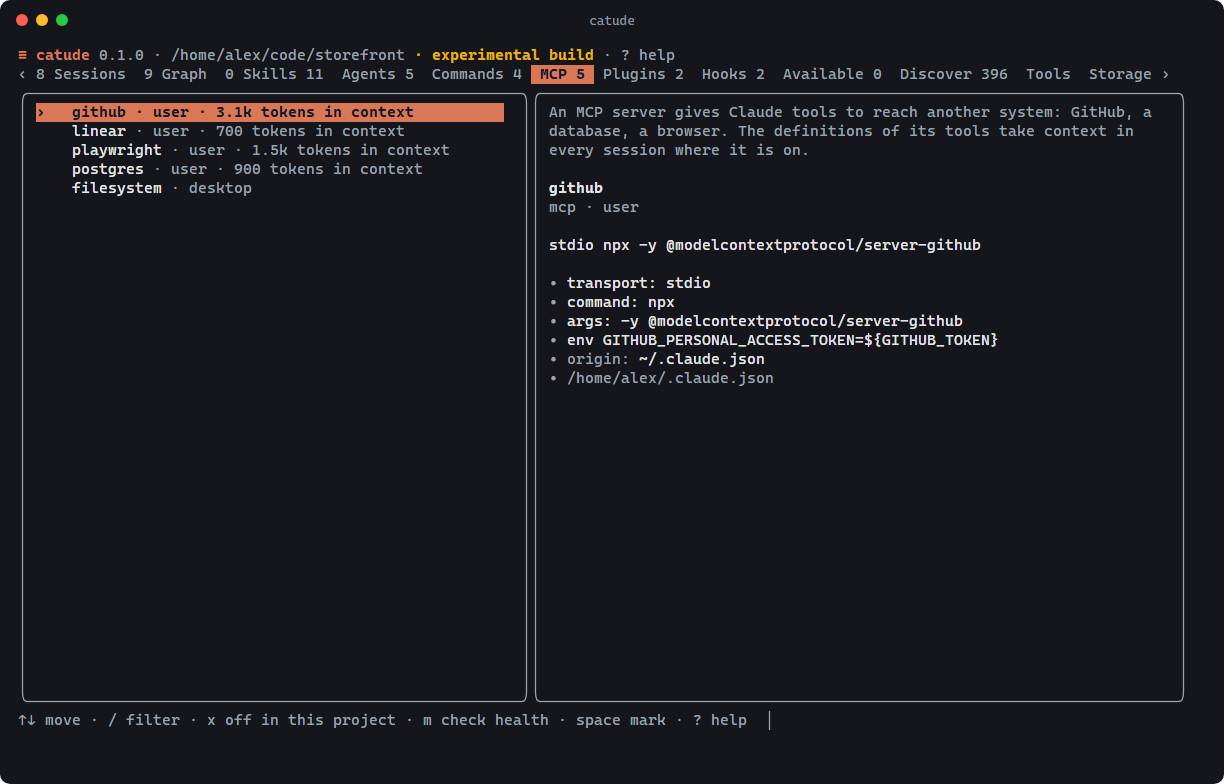 catude
≡ catude 0.1.0 · /home/alex/code/storefront · experimental build · ? help
‹ 8 Sessions  9 Graph  0 Skills 11  Agents 5  Commands 4  MCP 5  Plugins 2  Hooks 2  Available 0  Discover 396  Tools  Storage ›
› github · user · 3.1k tokens in context
linear · user · 700 tokens in context
playwright · user · 1.5k tokens in context
postgres · user · 900 tokens in context
filesystem · desktop
An MCP server gives Claude tools to reach another system: GitHub, a
database, a browser. The definitions of its tools take context in
every session where it is on.
github
mcp · user
stdio npx -y @modelcontextprotocol/server-github
• transport: stdio
• command: npx
• args: -y @modelcontextprotocol/server-github
• env GITHUB_PERSONAL_ACCESS_TOKEN=${GITHUB_TOKEN}
• origin: ~/.claude.json
• /home/alex/.claude.json
↑↓ move · / filter · x off in this project · m check health · space mark · ? help